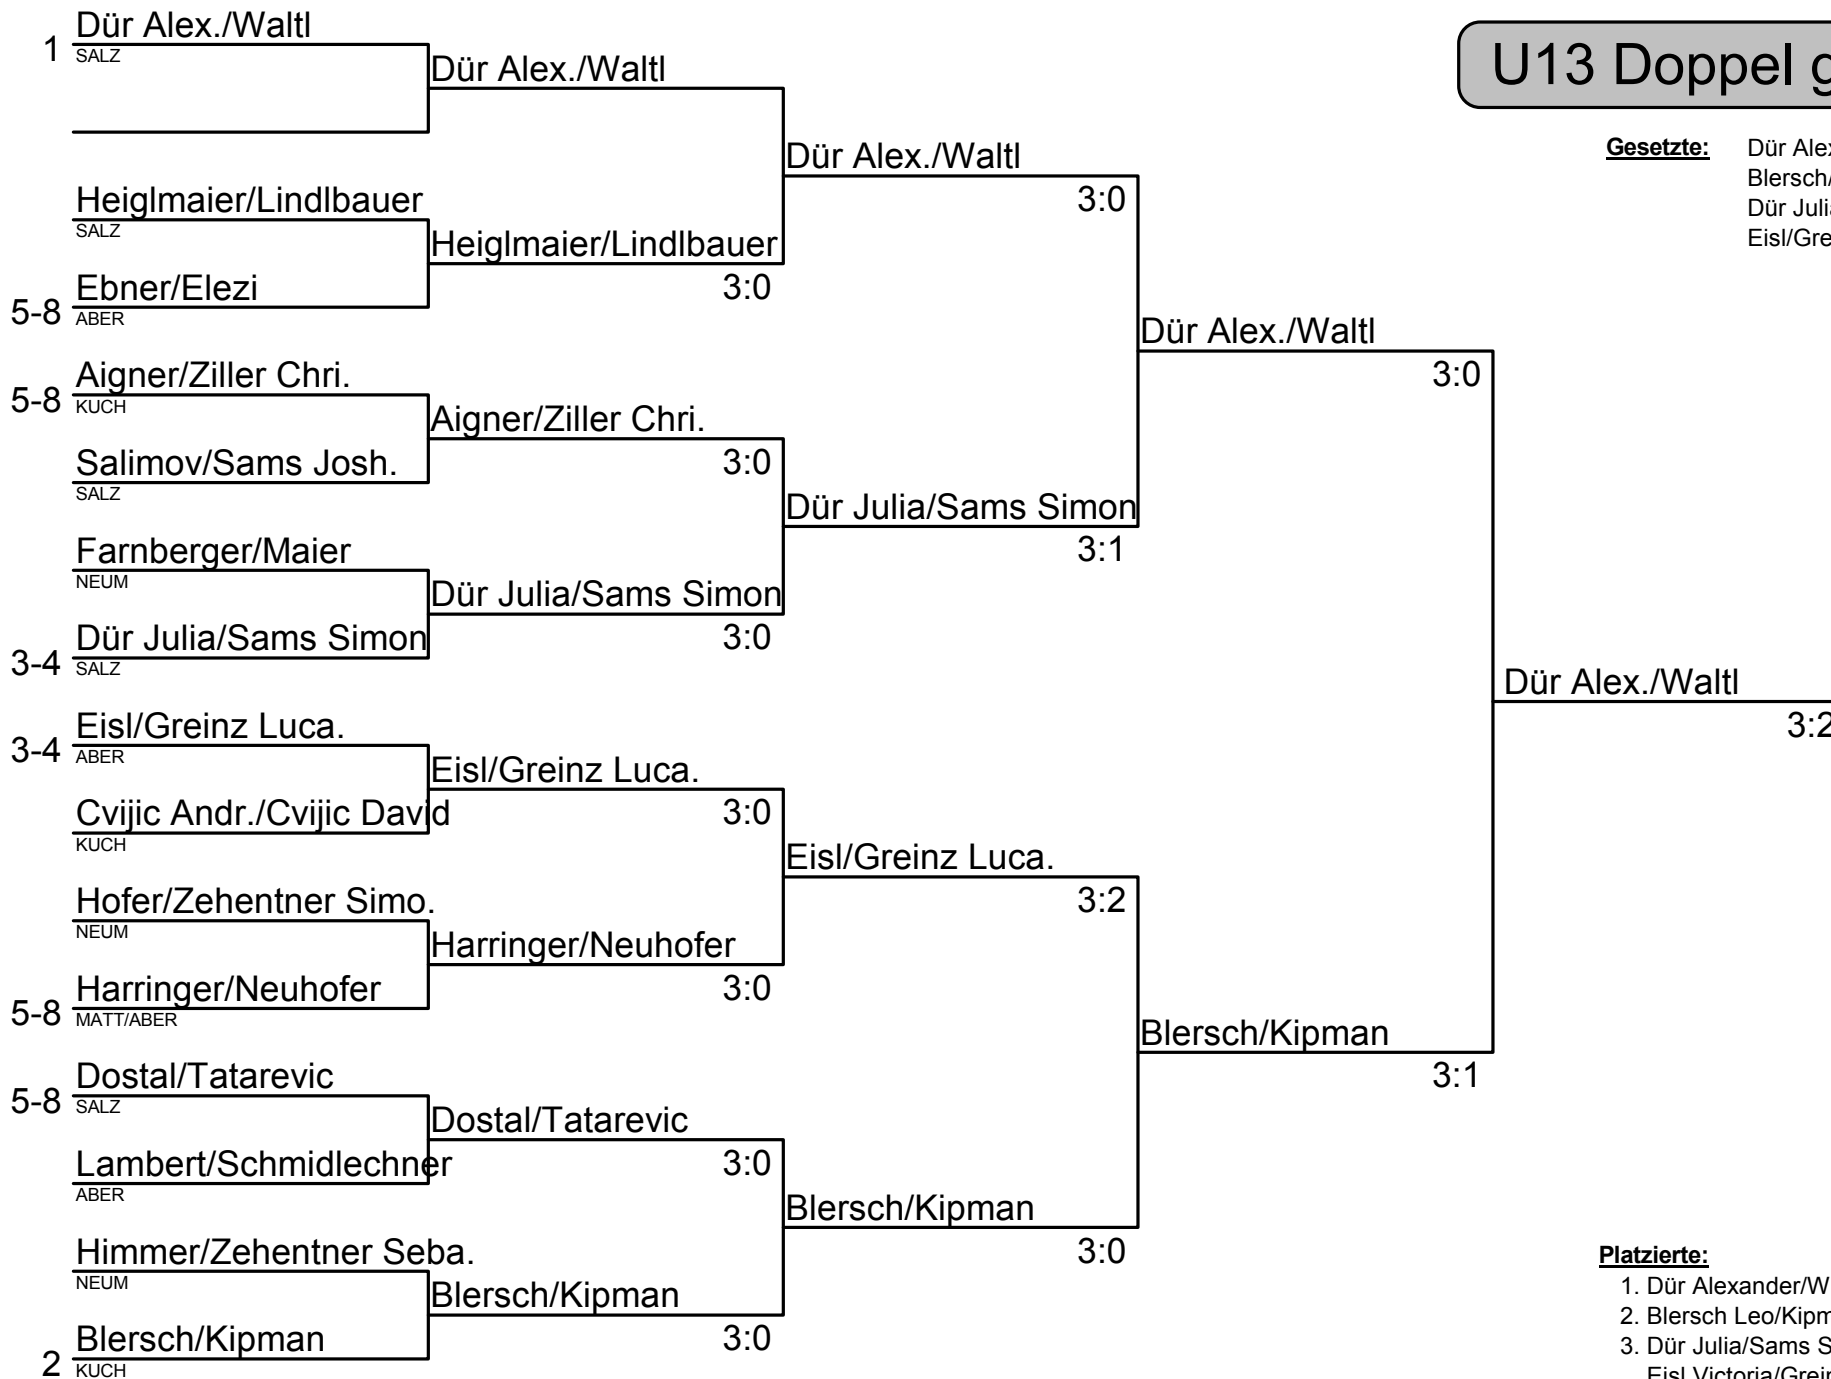 U13 Doppel
Gesetzte:
Dür
Blersch/
Dür
Eisl/
1
Dür Alex./Waltl
SALZ
Heiglmaier/Lindlbauer
SALZ
5-8
Ebner/Elezi
ABER
5-8
Aigner/Ziller Chri.
KUCH
Salimov/Sams Josh.
SALZ
Farnberger/Maier
NEUM
3-4
Dür Julia/Sams Simon
SALZ
3-4
Eisl/Greinz Luca.
ABER
Cvijic Andr./Cvijic David
KUCH
Hofer/Zehentner Simo.
NEUM
5-8
Harringer/Neuhofer
MATT/ABER
5-8
Dostal/Tatarevic
SALZ
Lambert/Schmidlechner
ABER
Himmer/Zehentner Seba.
NEUM
2
Blersch/Kipman
KUCH
Dür Alex./Waltl
Heiglmaier/Lindlbauer
3:0
Aigner/Ziller Chri.
3:0
Dür Julia/Sams Simon
3:0
Eisl/Greinz Luca.
3:0
Harringer/Neuhofer
3:0
Dostal/Tatarevic
3:0
Blersch/Kipman
3:0
Dür Alex./Waltl
3:0
Dür Julia/Sams Simon
3:1
Eisl/Greinz Luca.
3:2
Blersch/Kipman
3:0
Dür Alex./Waltl
3:0
Blersch/Kipman
3:1
Dür Alex./Waltl
3:2
Platzierte:
1. Dür Alexander/W
2. Blersch Leo/Kipm
3. Dür Julia/Sams S
Eisl Victoria/